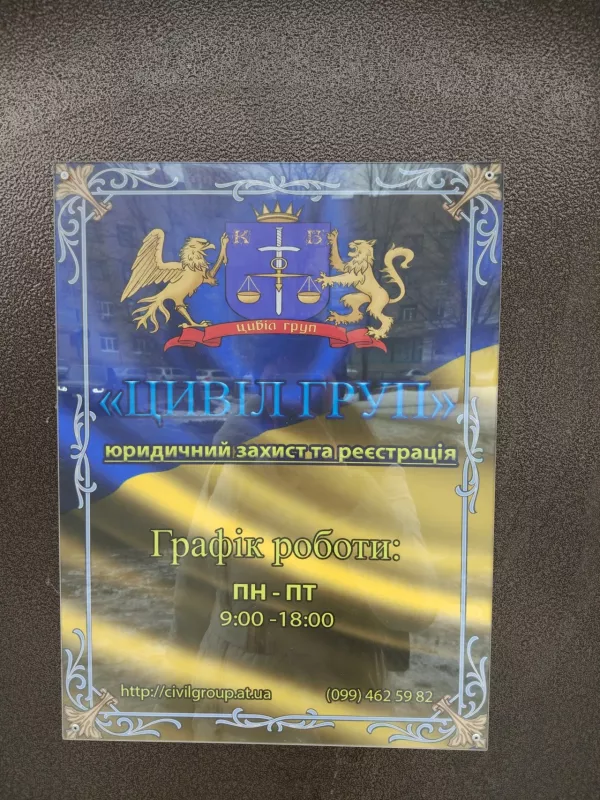 К В
цивіл груп
«ЦИВІЛ ГРУП»
юридичний захист та реєстрація
Графік роботи:
ПН - ПТ
9:00 -18:00
http://civilgroup.at.ua (099) 462 59 82